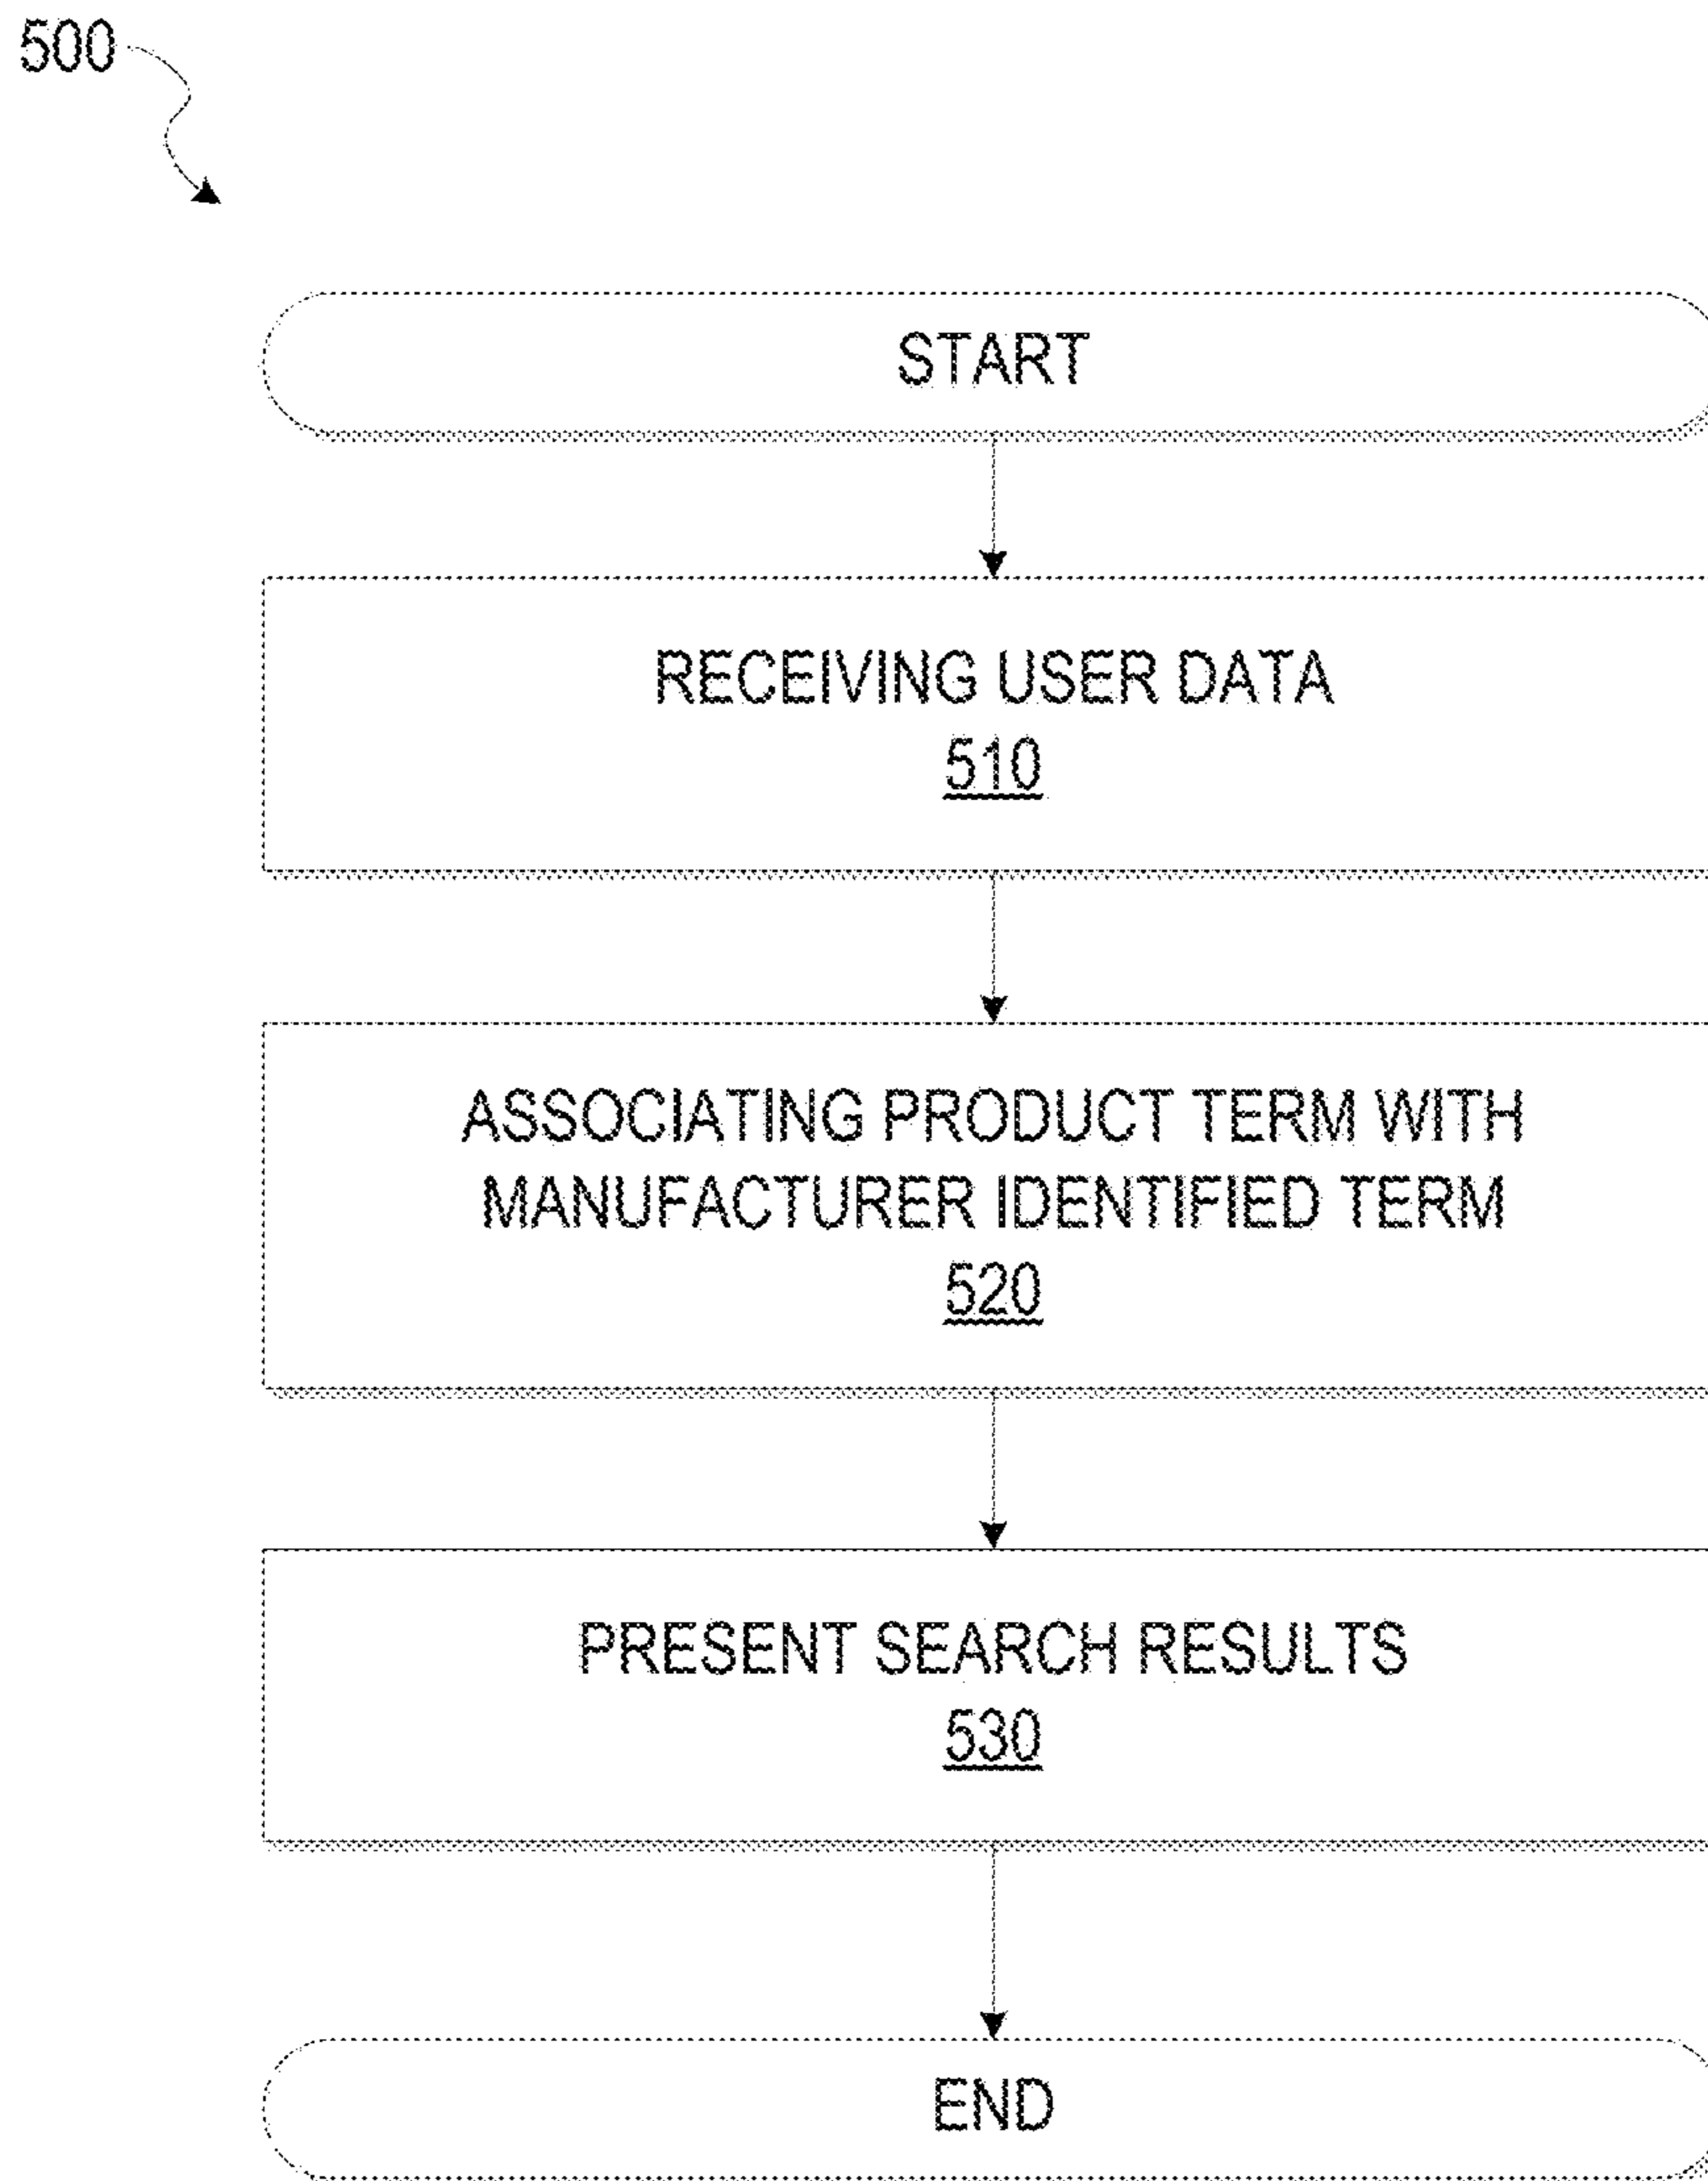 500
START
RECEIVING USER DATA
510
ASSOCIATING PRODUCT TERM WITH
MANUFACTURER IDENTIFIED TERM
520
PRESENT SEARCH RESULTS
530
END